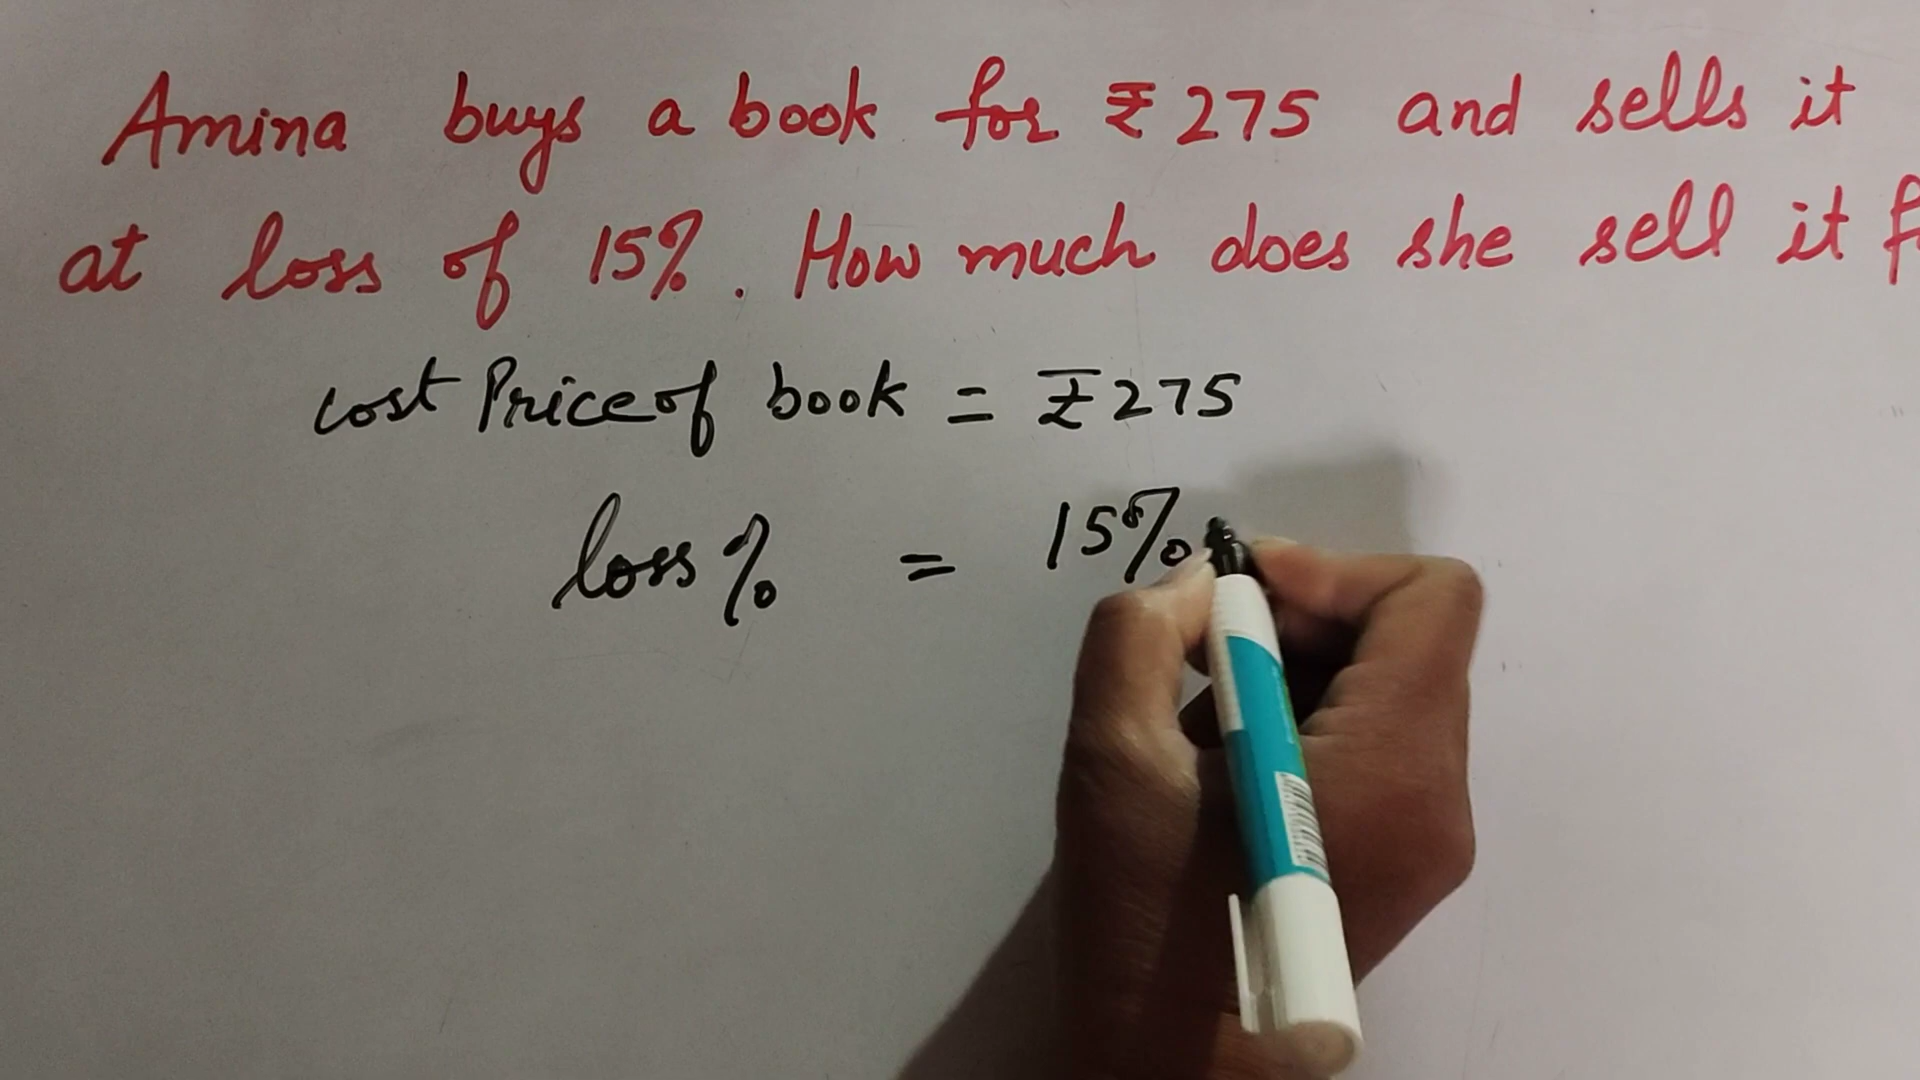 Amina buys a book for ₹ 275 and sells it
at loss of 15%. How much does she sell it
cost Price of book = ₹ 275
loss % = 15%